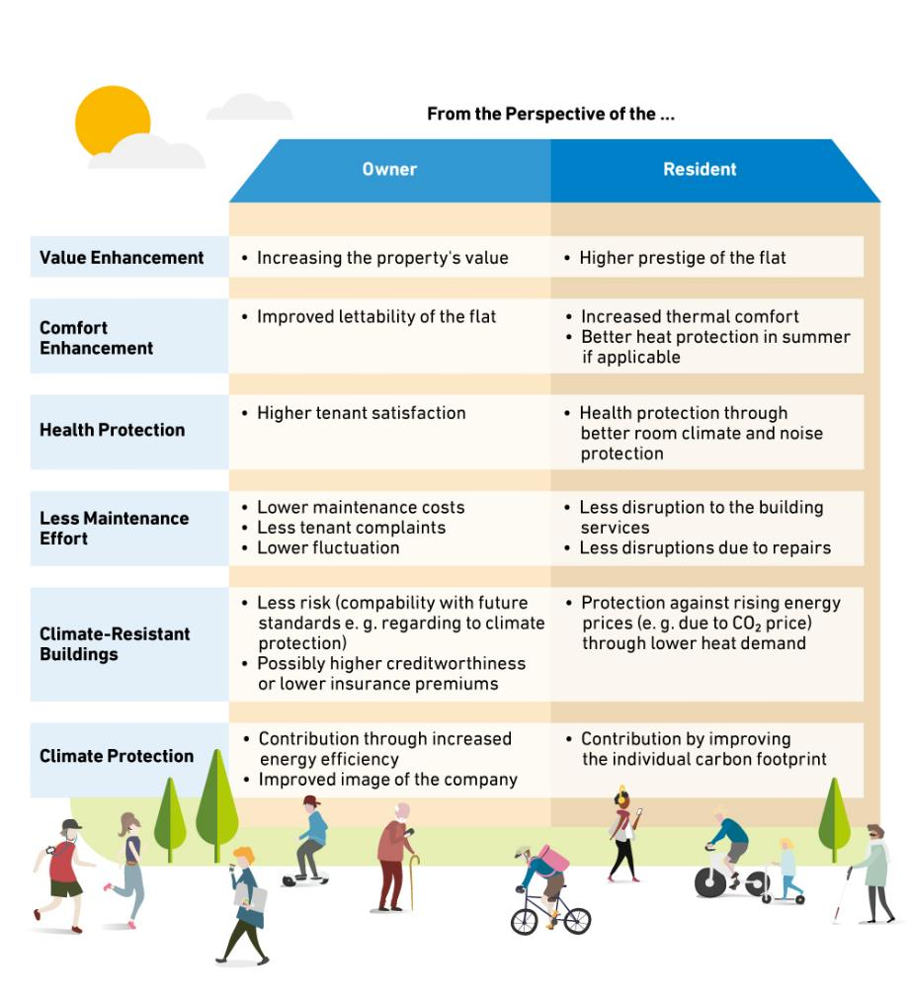 From the Perspective of the ...
Owner
Resident
Value Enhancement
• Increasing the property's value
• Higher prestige of the flat
Comfort
Enhancement
• Improved lettability of the flat
• Increased thermal comfort
• Better heat protection in summer
if applicable
Health Protection
• Higher tenant satisfaction
• Health protection through
better room climate and noise
protection
Less Maintenance
Effort
• Lower maintenance costs
• Less tenant complaints
• Lower fluctuation
• Less disruption to the building
services
• Less disruptions due to repairs
Climate-Resistant
Buildings
• Less risk (compability with future
standards e. g. regarding to climate
protection)
• Possibly higher creditworthiness
or lower insurance premiums
• Protection against rising energy
prices (e. g. due to CO₂ price)
through lower heat demand
Climate Protection
• Contribution through increased
energy efficiency
• Improved image of the company
• Contribution by improving
the individual carbon footprint